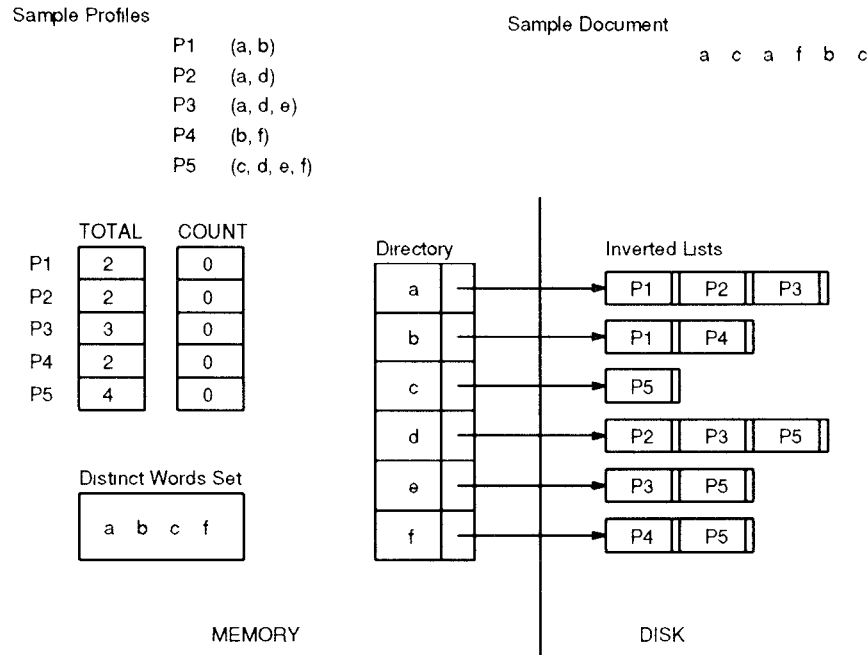 Sample Profiles
Sample Document
P1 (a, b)
a c a f b c
P2 (a, d)
P3 (a, d, e)
P4 (b, f)
P5 (c, d, e, f)
TOTAL COUNT
Directory Inverted Lists
P1 2 0
P2 2 0
P3 3 0
P4 2 0
P5 4 0
a P1 P2 P3
b P1 P4
c P5
d P2 P3 P5
e P3 P5
f P4 P5
Distinct Words Set
a b c f
MEMORY DISK